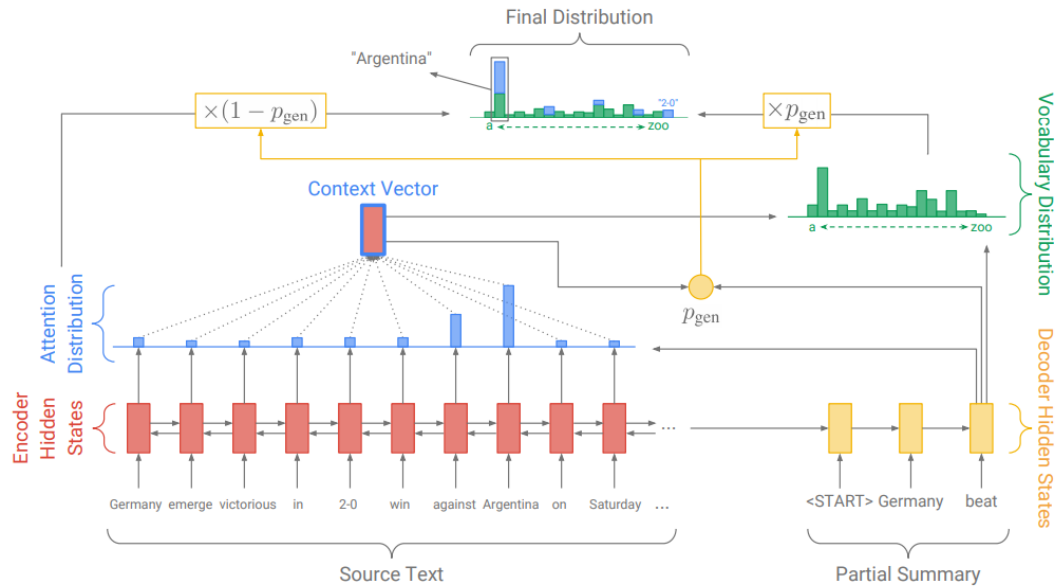 Final Distribution
"Argentina"
×(1 − p_gen)
×p_gen
"2-0"
a zoo
Context Vector
Vocabulary Distribution
a zoo
Attention Distribution
p_gen
Encoder Hidden States
...
Decoder Hidden States
Germany emerge victorious in 2-0 win against Argentina on Saturday ...
<START> Germany beat
Source Text
Partial Summary